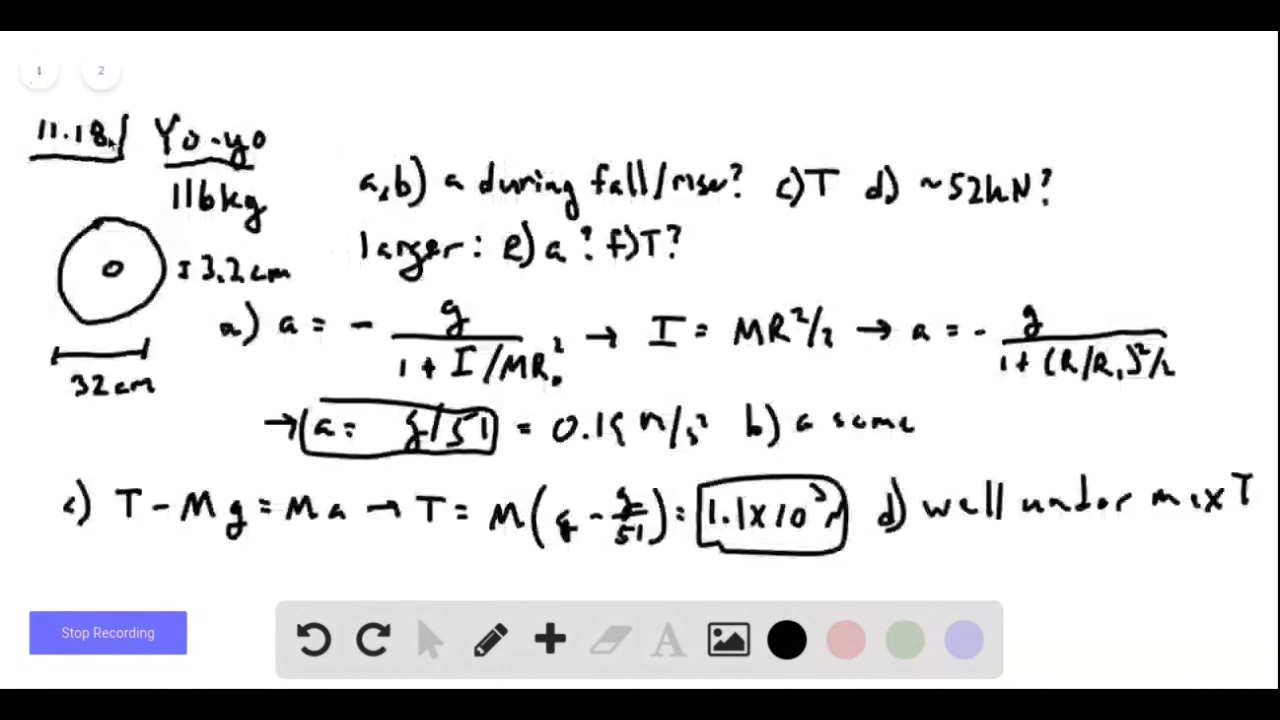 1 2
11.18 Yo-yo
116kg
a,b) a during fall/rise? c) T d) ~52kN?
larger: e) a? f) T?
3.2cm
32cm
a) a = - g / (1 + I/MR₀²) → I = MR²/2 → a = - g / (1 + (R/R₀)²/2)
→ a = g/51 = 0.19 m/s² b) a same
c) T - Mg = Ma → T = M(g - g/51) = 1.1x10³N d) well under max T
Stop Recording
A